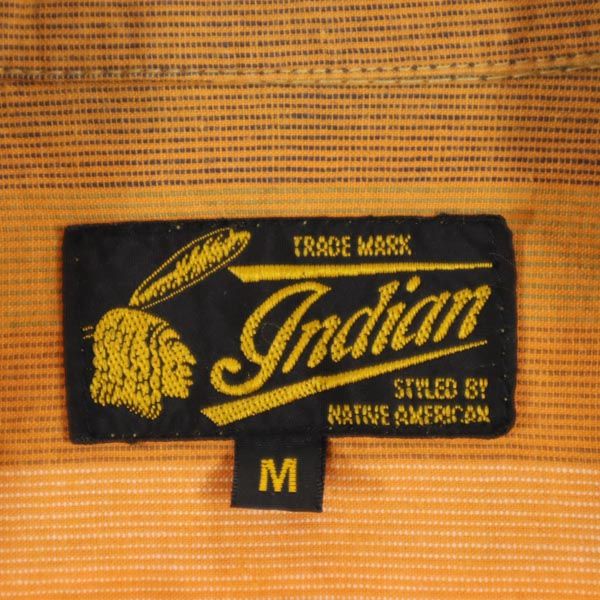 TRADE MARK
Indian
STYLED BY
NATIVE AMERICAN
M